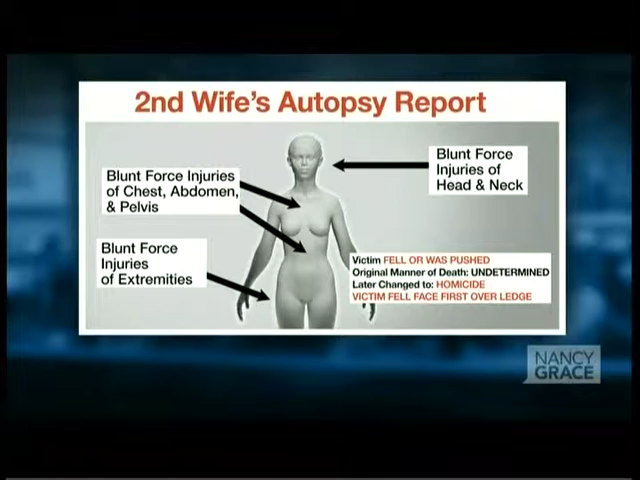 2nd Wife's Autopsy Report
Blunt Force
Injuries of
Head & Neck
Blunt Force Injuries
of Chest, Abdomen,
& Pelvis
Blunt Force
Injuries
of Extremities
Victim FELL OR WAS PUSHED
Original Manner of Death: UNDETERMINED
Later Changed to: HOMICIDE
VICTIM FELL FACE FIRST OVER LEDGE
NANCY
GRACE